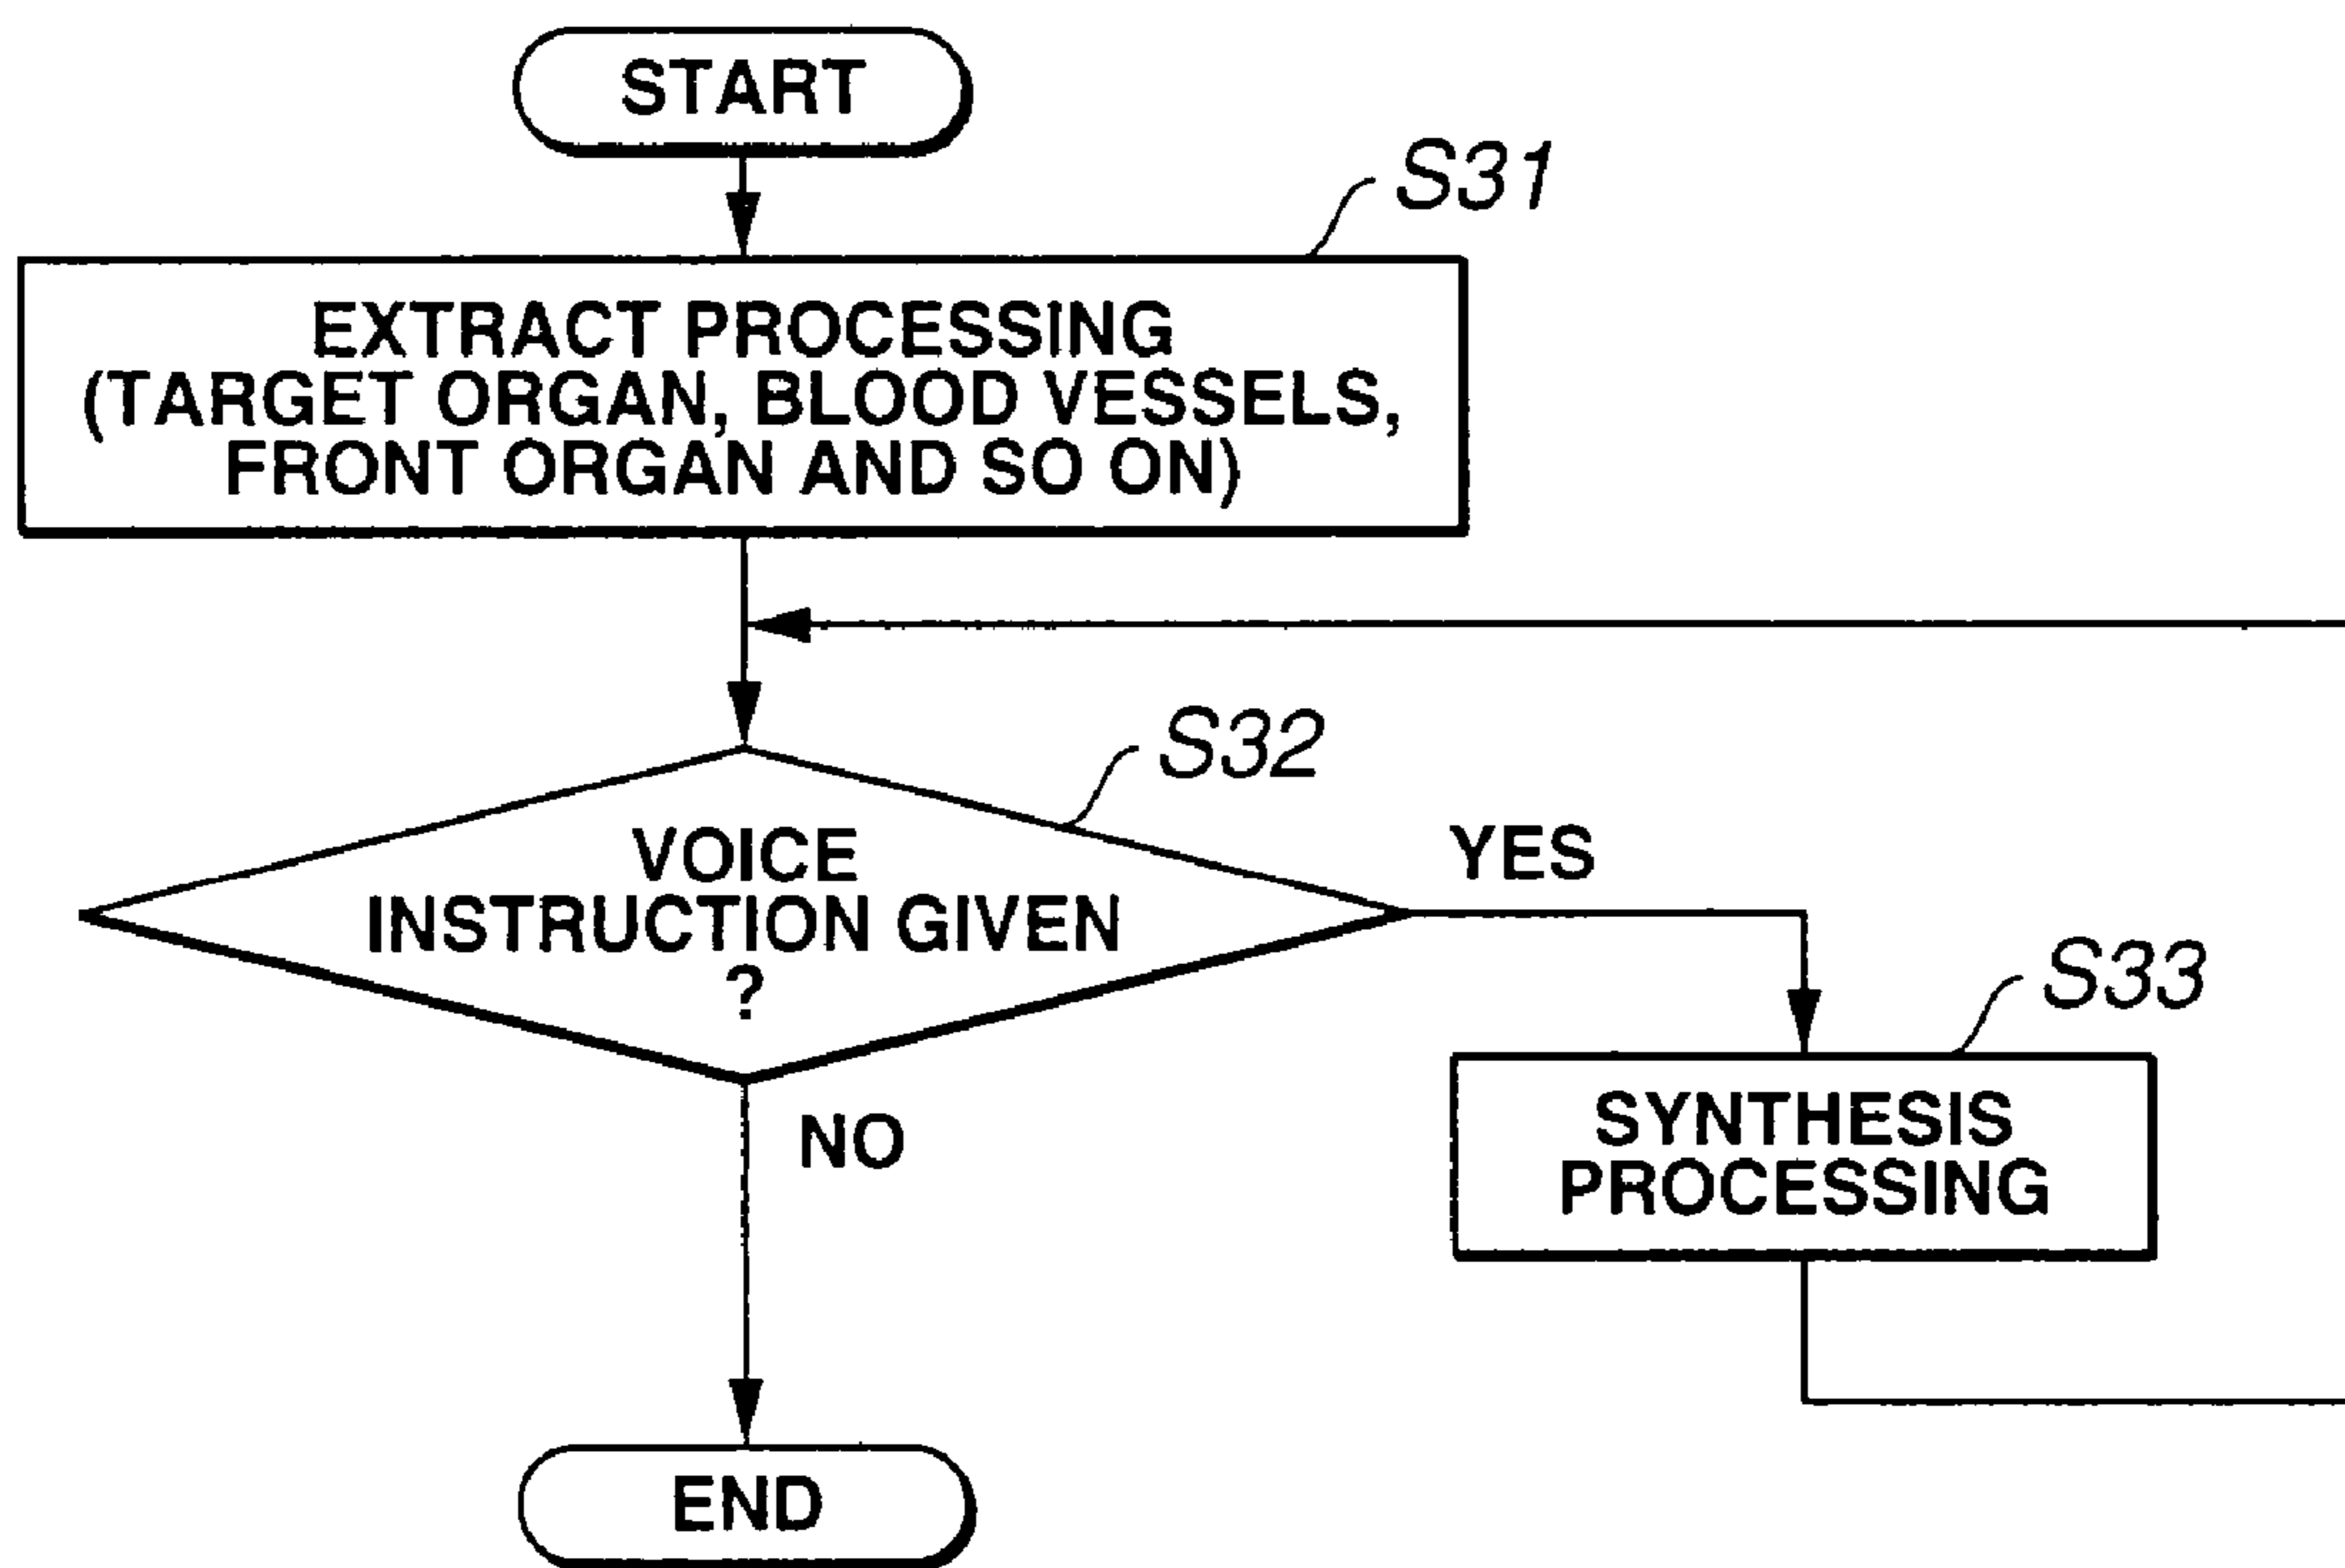 START
S31
EXTRACT PROCESSING
(TARGET ORGAN, BLOOD VESSELS,
FRONT ORGAN AND SO ON)
S32
VOICE
INSTRUCTION GIVEN
?
YES
S33
SYNTHESIS
PROCESSING
NO
END